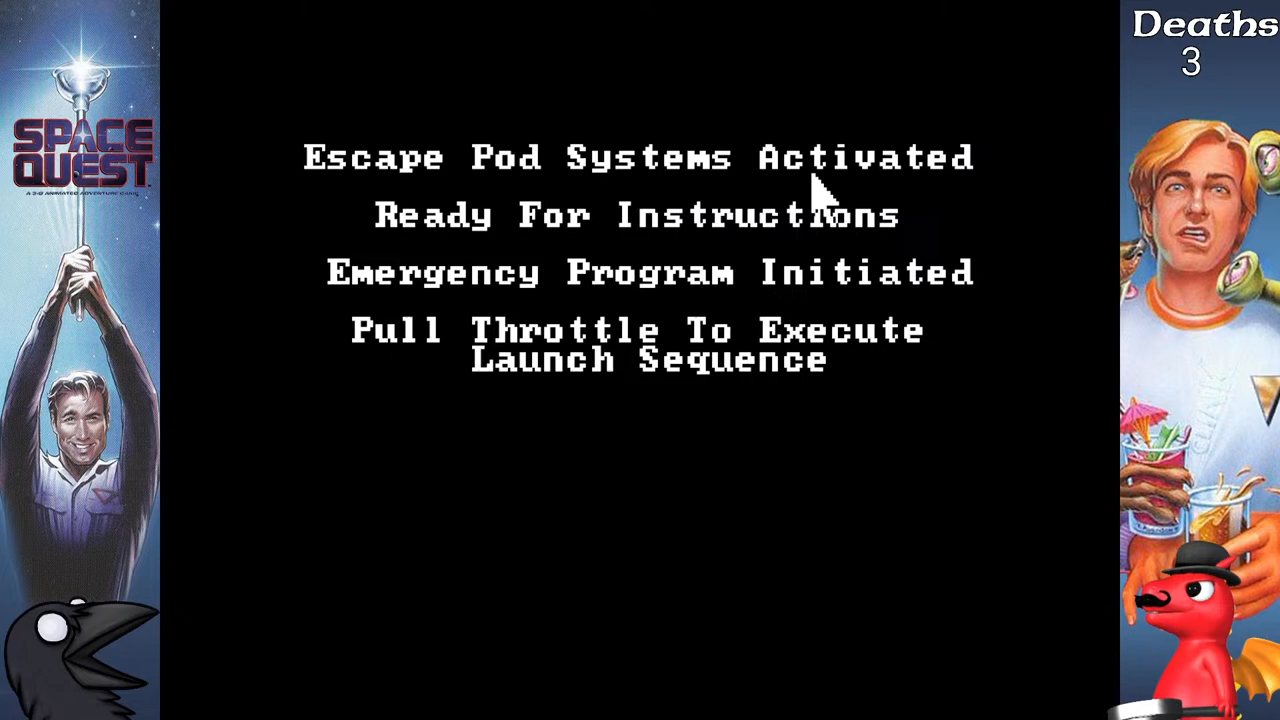 Deaths
3
SPACE
QUEST
Escape Pod Systems Activated
Ready For Instructions
Emergency Program Initiated
Pull Throttle To Execute
Launch Sequence